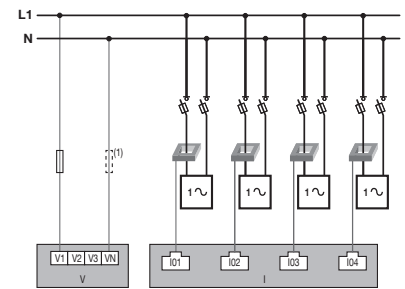 L1
N
(1)
1∿ 1∿ 1∿ 1∿
V1 V2 V3 VN
I01 I02 I03 I04
V
I